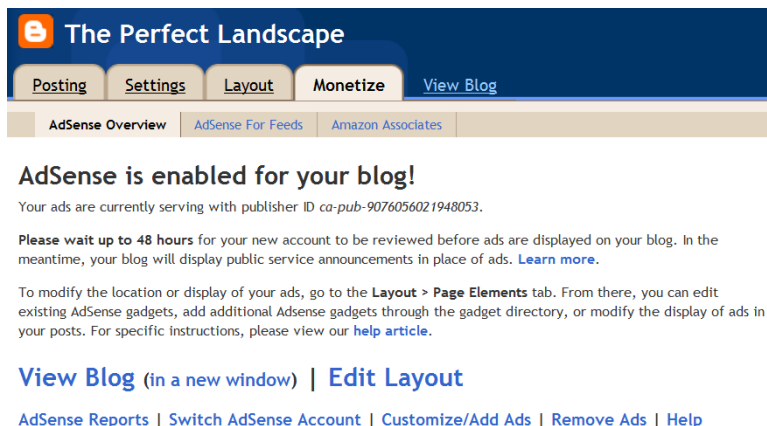 The Perfect Landscape
Posting Settings Layout Monetize View Blog
AdSense Overview AdSense For Feeds Amazon Associates
AdSense is enabled for your blog!
Your ads are currently serving with publisher ID ca-pub-9076056021948053.
Please wait up to 48 hours for your new account to be reviewed before ads are displayed on your blog. In the
meantime, your blog will display public service announcements in place of ads. Learn more.
To modify the location or display of your ads, go to the Layout > Page Elements tab. From there, you can edit
existing AdSense gadgets, add additional Adsense gadgets through the gadget directory, or modify the display of ads in
your posts. For specific instructions, please view our help article.
View Blog (in a new window) | Edit Layout
AdSense Reports | Switch AdSense Account | Customize/Add Ads | Remove Ads | Help